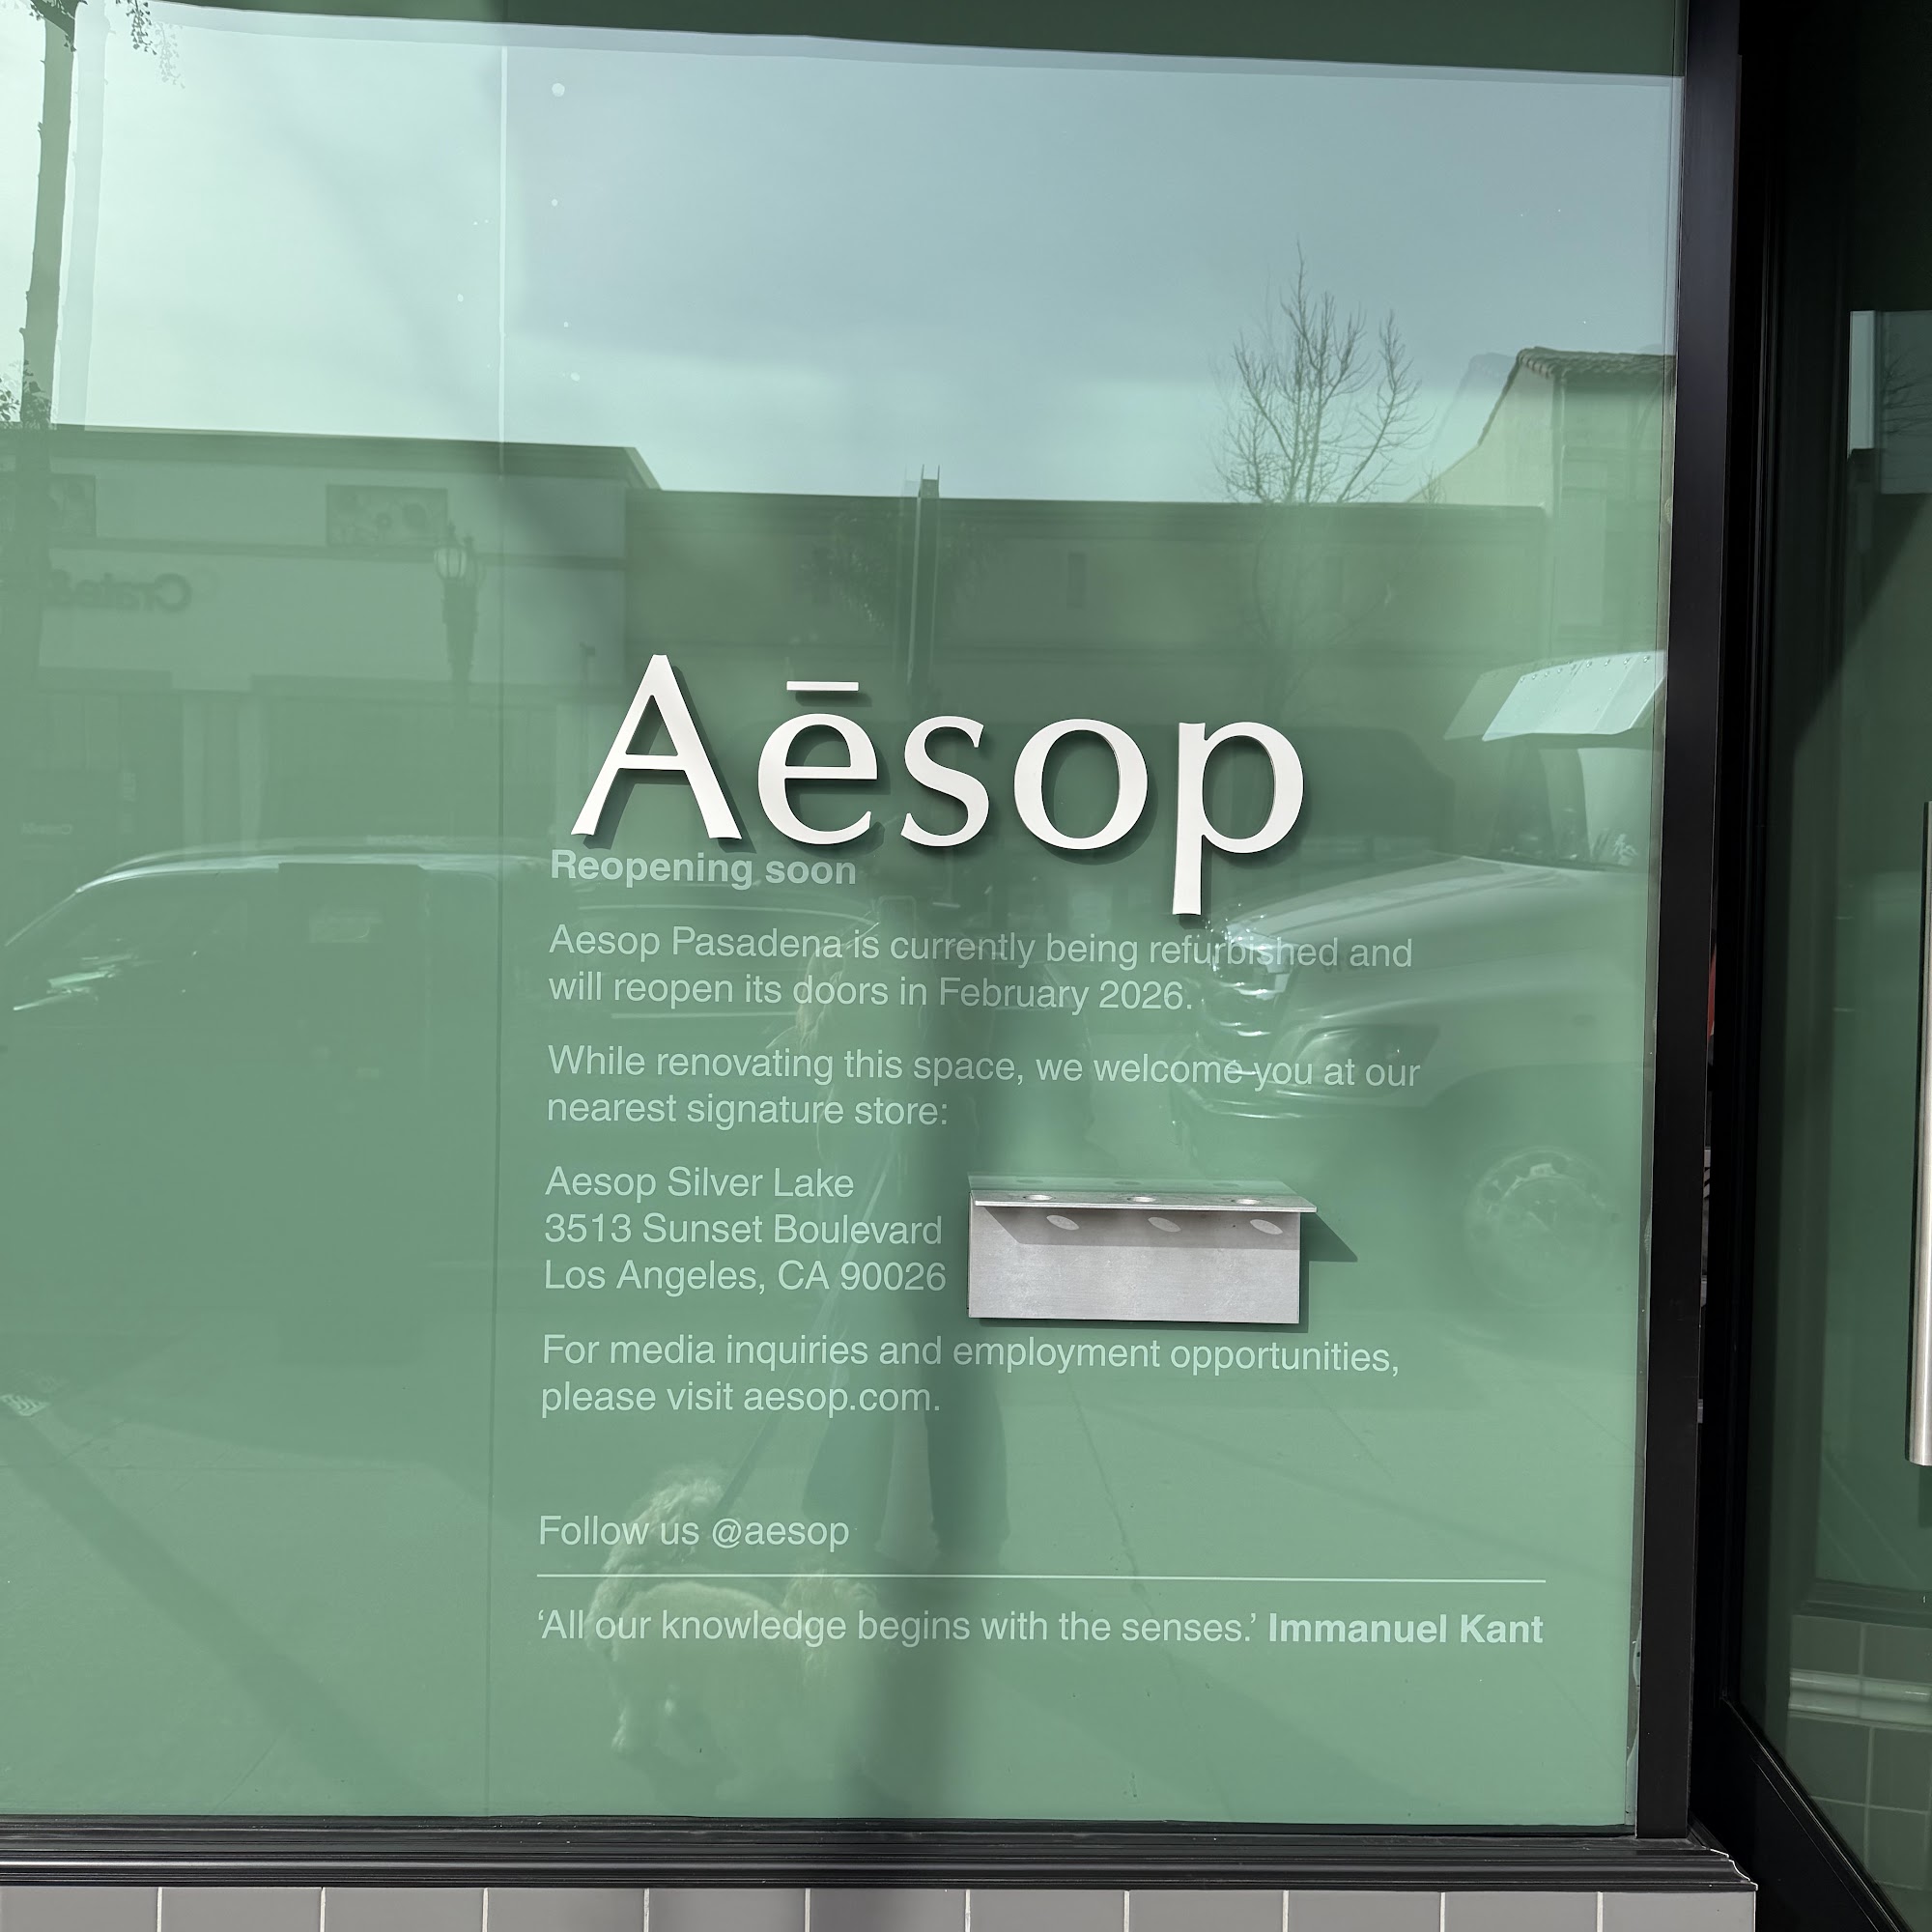 Crate&
Aēsop
Reopening soon
Aesop Pasadena is currently being refurbished and
will reopen its doors in February 2026.
While renovating this space, we welcome you at our
nearest signature store:
Aesop Silver Lake
3513 Sunset Boulevard
Los Angeles, CA 90026
For media inquiries and employment opportunities,
please visit aesop.com.
Follow us @aesop
‘All our knowledge begins with the senses.’ Immanuel Kant